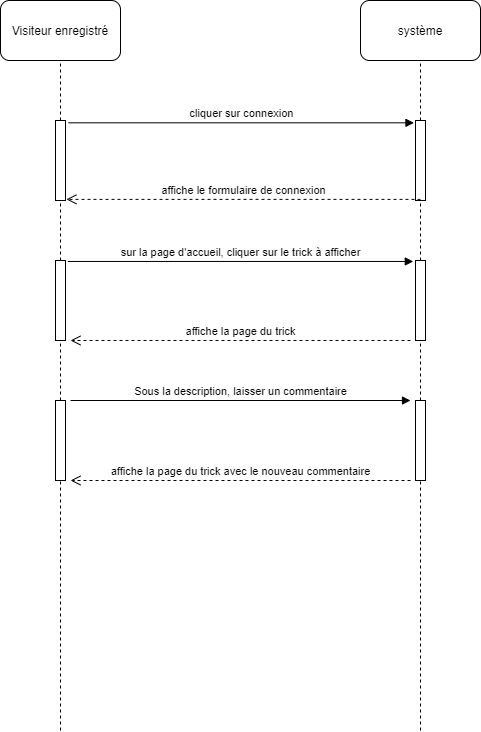 Visiteur enregistré
système
cliquer sur connexion
affiche le formulaire de connexion
sur la page d'accueil, cliquer sur le trick à afficher
affiche la page du trick
Sous la description, laisser un commentaire
affiche la page du trick avec le nouveau commentaire